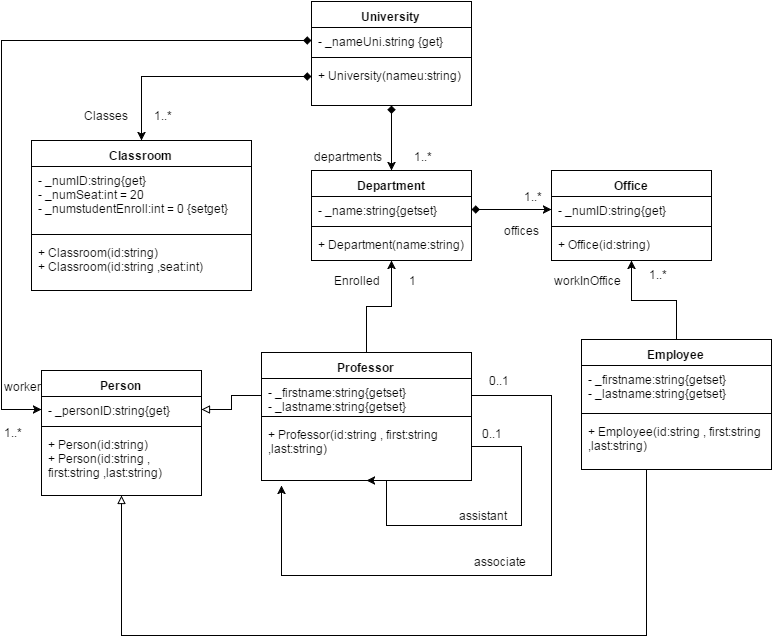 University
- _nameUni.string {get}
+ University(nameu:string)
Classes
1..*
departments
1..*
Classroom
- _numID:string{get}
- _numSeat:int = 20
- _numstudentEnroll:int = 0 {setget}
+ Classroom(id:string)
+ Classroom(id:string ,seat:int)
Department
- _name:string{getset}
+ Department(name:string)
1..*
offices
Office
- _numID:string{get}
+ Office(id:string)
Enrolled
1
workInOffice
1..*
worker
1..*
Person
- _personID:string{get}
+ Person(id:string)
+ Person(id:string ,
first:string ,last:string)
Professor
- _firstname:string{getset}
- _lastname:string{getset}
+ Professor(id:string , first:string
,last:string)
0..1
0..1
assistant
associate
Employee
- _firstname:string{getset}
- _lastname:string{getset}
+ Employee(id:string , first:string
,last:string)